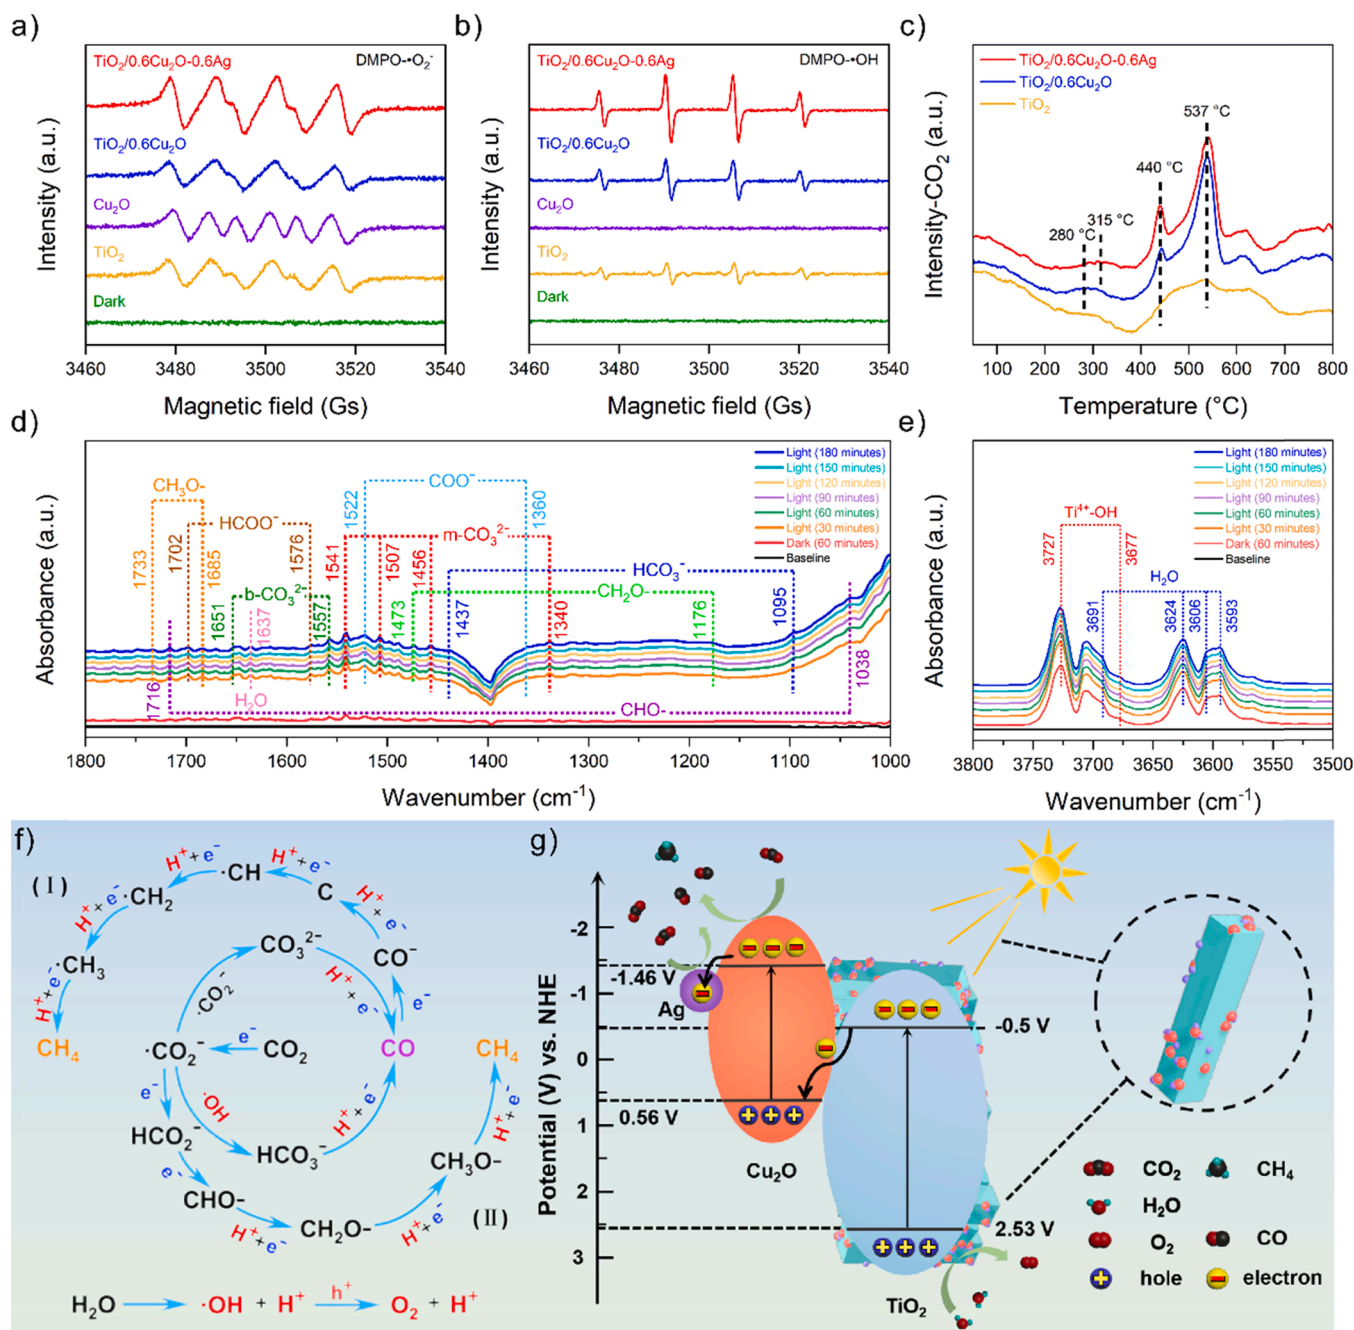 a)
TiO₂/0.6Cu₂O-0.6Ag
DMPO-•O₂⁻
TiO₂/0.6Cu₂O
Cu₂O
TiO₂
Dark
Intensity (a.u.)
3460 3480 3500 3520 3540
Magnetic field (Gs)
b)
TiO₂/0.6Cu₂O-0.6Ag
DMPO-•OH
TiO₂/0.6Cu₂O
Cu₂O
TiO₂
Dark
Intensity (a.u.)
3460 3480 3500 3520 3540
Magnetic field (Gs)
c)
TiO₂/0.6Cu₂O-0.6Ag
TiO₂/0.6Cu₂O
TiO₂
537 °C
440 °C
315 °C
280 °C
Intensity-CO₂ (a.u.)
100 200 300 400 500 600 700 800
Temperature (°C)
d)
Light (180 minutes)
Light (150 minutes)
Light (120 minutes)
Light (90 minutes)
Light (60 minutes)
Light (30 minutes)
Dark (60 minutes)
Baseline
CH₃O-
1733
1685
HCOO⁻
1702
1576
COO⁻
1522
1360
m-CO₃²⁻
1541
1507
1456
1340
b-CO₃²⁻
1651
1557
1637
H₂O
HCO₃⁻
1437
1095
CH₂O-
1473
1176
CHO-
1716
1038
Absorbance (a.u.)
1800 1700 1600 1500 1400 1300 1200 1100 1000
Wavenumber (cm⁻¹)
e)
Light (180 minutes)
Light (150 minutes)
Light (120 minutes)
Light (90 minutes)
Light (60 minutes)
Light (30 minutes)
Dark (60 minutes)
Baseline
Ti⁴⁺-OH
3727
3677
H₂O
3691
3624
3606
3593
Absorbance (a.u.)
3800 3750 3700 3650 3600 3550 3500
Wavenumber (cm⁻¹)
f)
(I)
H⁺+e⁻
H⁺+e⁻
·CH
·CH₂
C
H⁺+e⁻
H⁺+e⁻
·CH₃
CO₃²⁻
CO⁻
H⁺+e⁻
·CO₂⁻
H⁺+e⁻
e⁻
CH₄
·CO₂⁻
e⁻
CO₂
CO
CH₄
e⁻
·OH
H⁺+e⁻
H⁺+e⁻
HCO₂⁻
HCO₃⁻
CH₃O-
e⁻
CHO-
H⁺+e⁻
CH₂O-
H⁺+e⁻
(II)
H₂O
·OH + H⁺
h⁺
O₂ + H⁺
g)
Potential (V) vs. NHE
-2
-1
0
1
2
3
-1.46 V
Ag
-0.5 V
0.56 V
Cu₂O
2.53 V
TiO₂
CO₂
CH₄
H₂O
O₂
CO
hole
electron